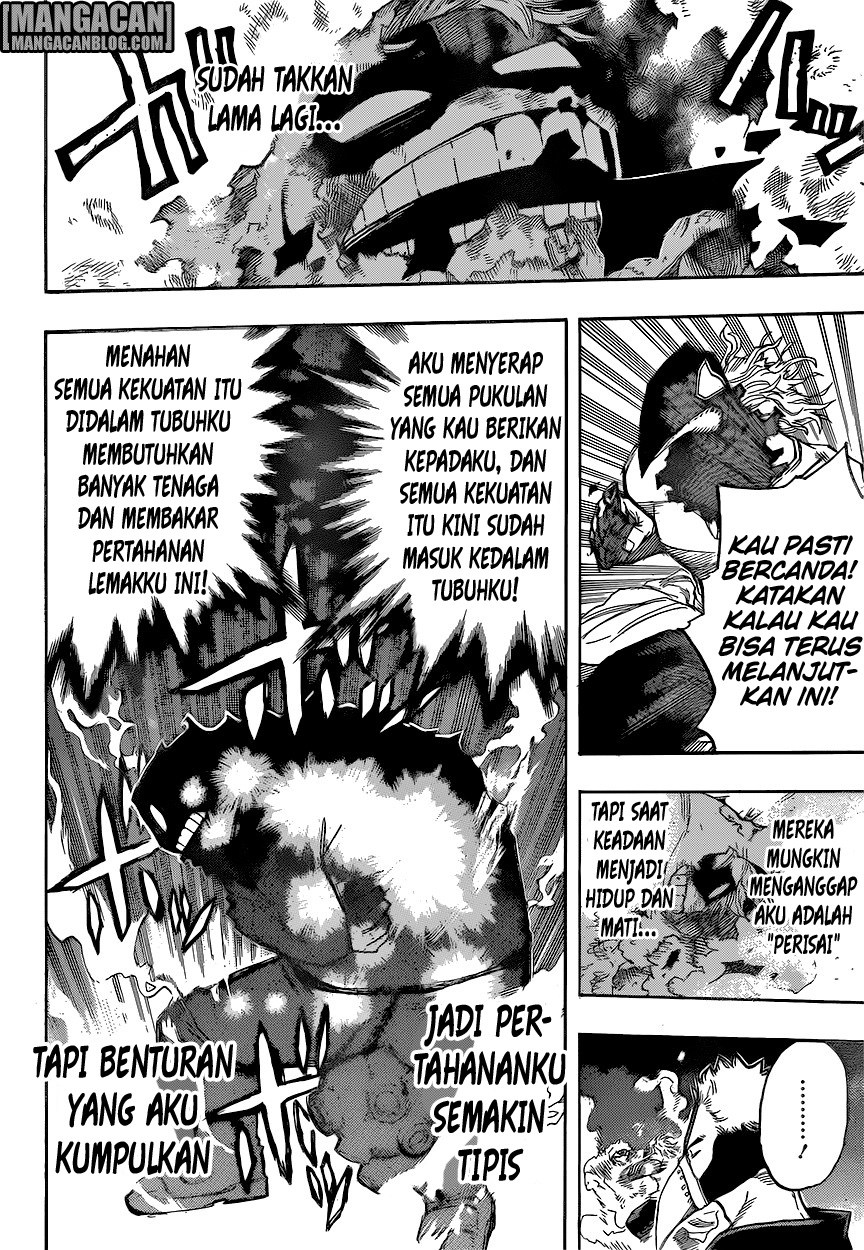 MANGACAN
MANGACANBLOG.COM
SUDAH TAKKAN
LAMA LAGI...
KAU PASTI
BERCANDA!
KATAKAN
KALAU KAU
BISA TERUS
MELANJUT-
KAN INI!
MEREKA
MUNGKIN
MENGANGGAP
AKU ADALAH
"PERISAI"
TAPI SAAT
KEADAAN
MENJADI
HIDUP DAN
MATI...
.........
AKU MENYERAP
SEMUA PUKULAN
YANG KAU BERIKAN
KEPADAKU, DAN
SEMUA KEKUATAN
ITU KINI SUDAH
MASUK KEDALAM
TUBUHKU!
MENAHAN
SEMUA KEKUATAN ITU
DIDALAM TUBUHKU
MEMBUTUHKAN
BANYAK TENAGA
DAN MEMBAKAR
PERTAHANAN
LEMAKKU INI!
JADI PER-
TAHANANKU
SEMAKIN
TIPIS
TAPI BENTURAN
YANG AKU
KUMPULKAN